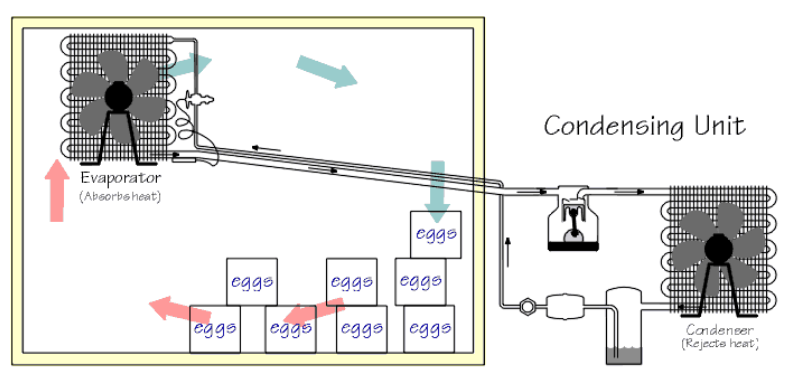 Condensing Unit
Evaporator
(Absorbs heat)
eggs
eggs
eggs
eggs
eggs
eggs
eggs
eggs
Condenser
(Rejects heat)